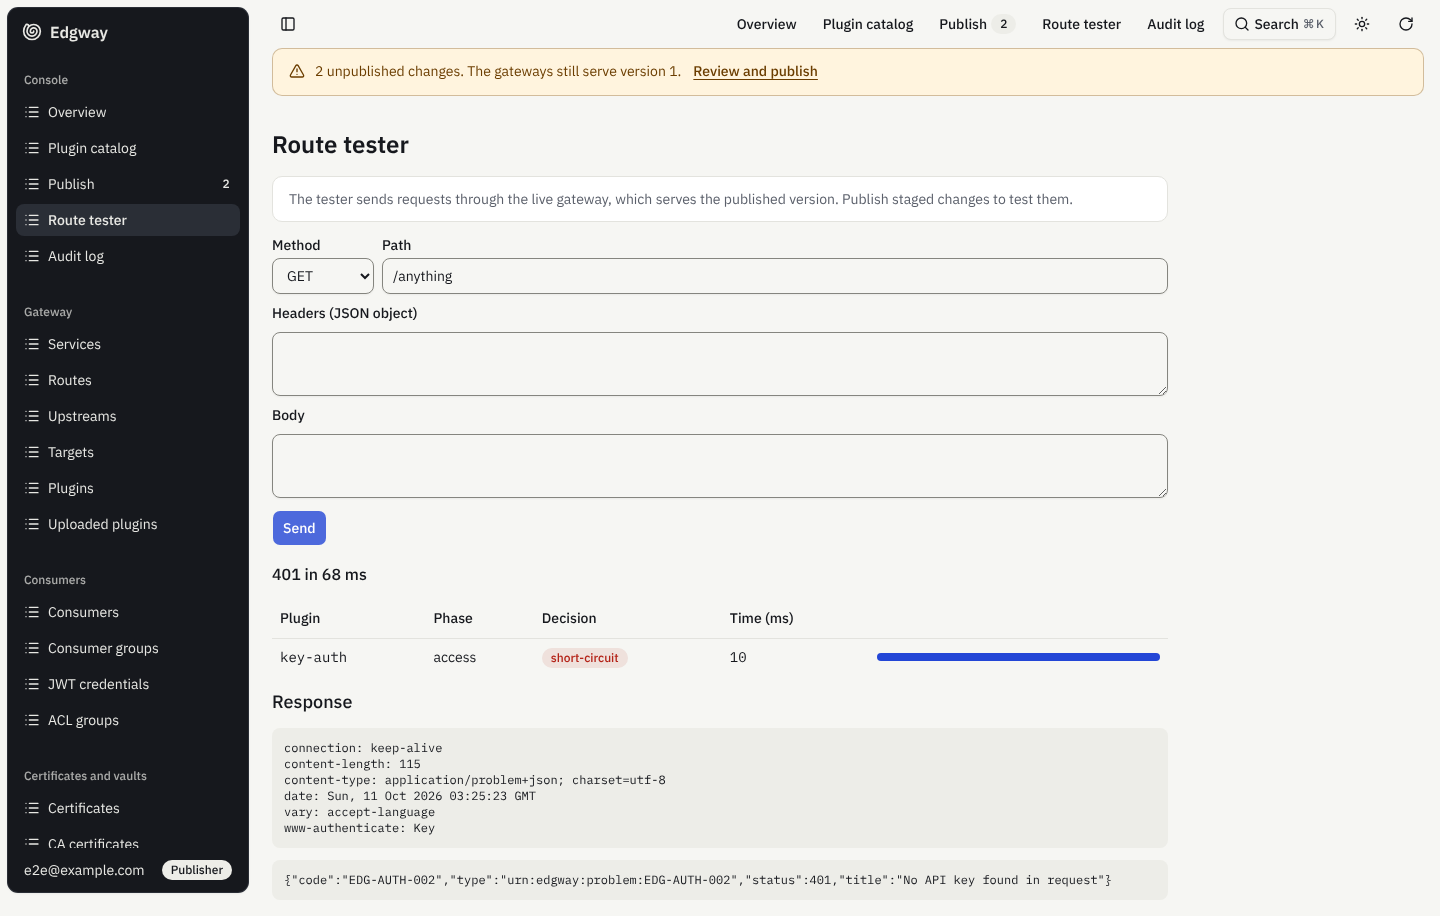 Edgway
Console
Overview
Plugin catalog
Publish 2
Route tester
Audit log
Gateway
Services
Routes
Upstreams
Targets
Plugins
Uploaded plugins
Consumers
Consumers
Consumer groups
JWT credentials
ACL groups
Certificates and vaults
Certificates
CA certificates
e2e@example.com Publisher
Overview Plugin catalog Publish 2 Route tester Audit log Search ⌘K
2 unpublished changes. The gateways still serve version 1. Review and publish
Route tester
The tester sends requests through the live gateway, which serves the published version. Publish staged changes to test them.
Method Path
GET /anything
Headers (JSON object)
Body
Send
401 in 68 ms
Plugin Phase Decision Time (ms)
key-auth access short-circuit 10
Response
connection: keep-alive
content-length: 115
content-type: application/problem+json; charset=utf-8
date: Sun, 11 Oct 2026 03:25:23 GMT
vary: accept-language
www-authenticate: Key
{"code":"EDG-AUTH-002","type":"urn:edgway:problem:EDG-AUTH-002","status":401,"title":"No API key found in request"}